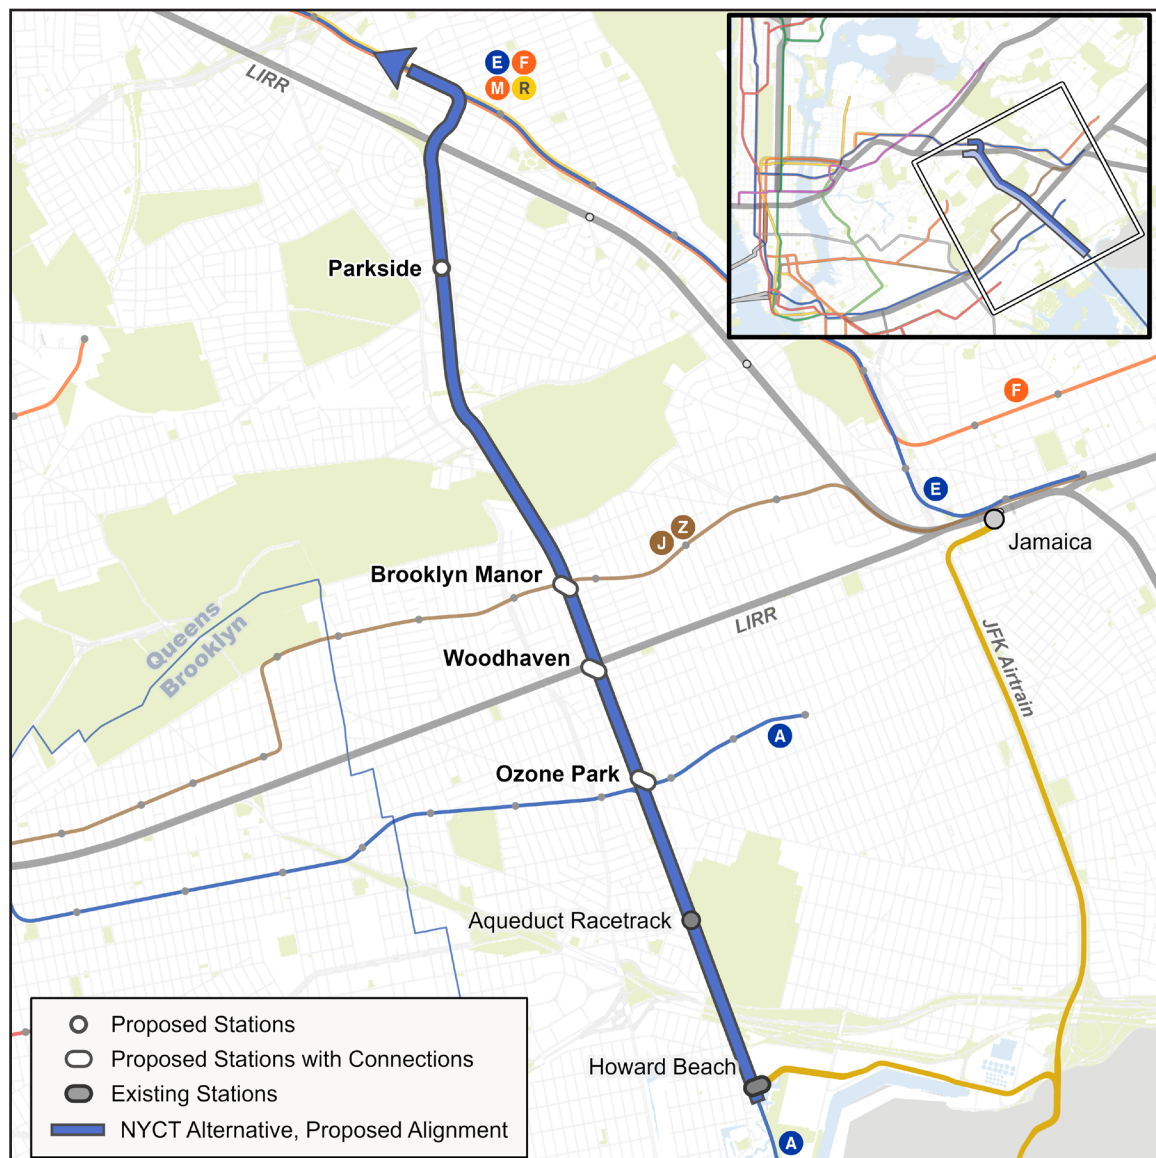 LIRR
E F
M R
Parkside
F
E
J Z
Jamaica
Brooklyn Manor
Queens
Brooklyn
LIRR
JFK Airtrain
Woodhaven
A
Ozone Park
Aqueduct Racetrack
Howard Beach
A
Proposed Stations
Proposed Stations with Connections
Existing Stations
NYCT Alternative, Proposed Alignment